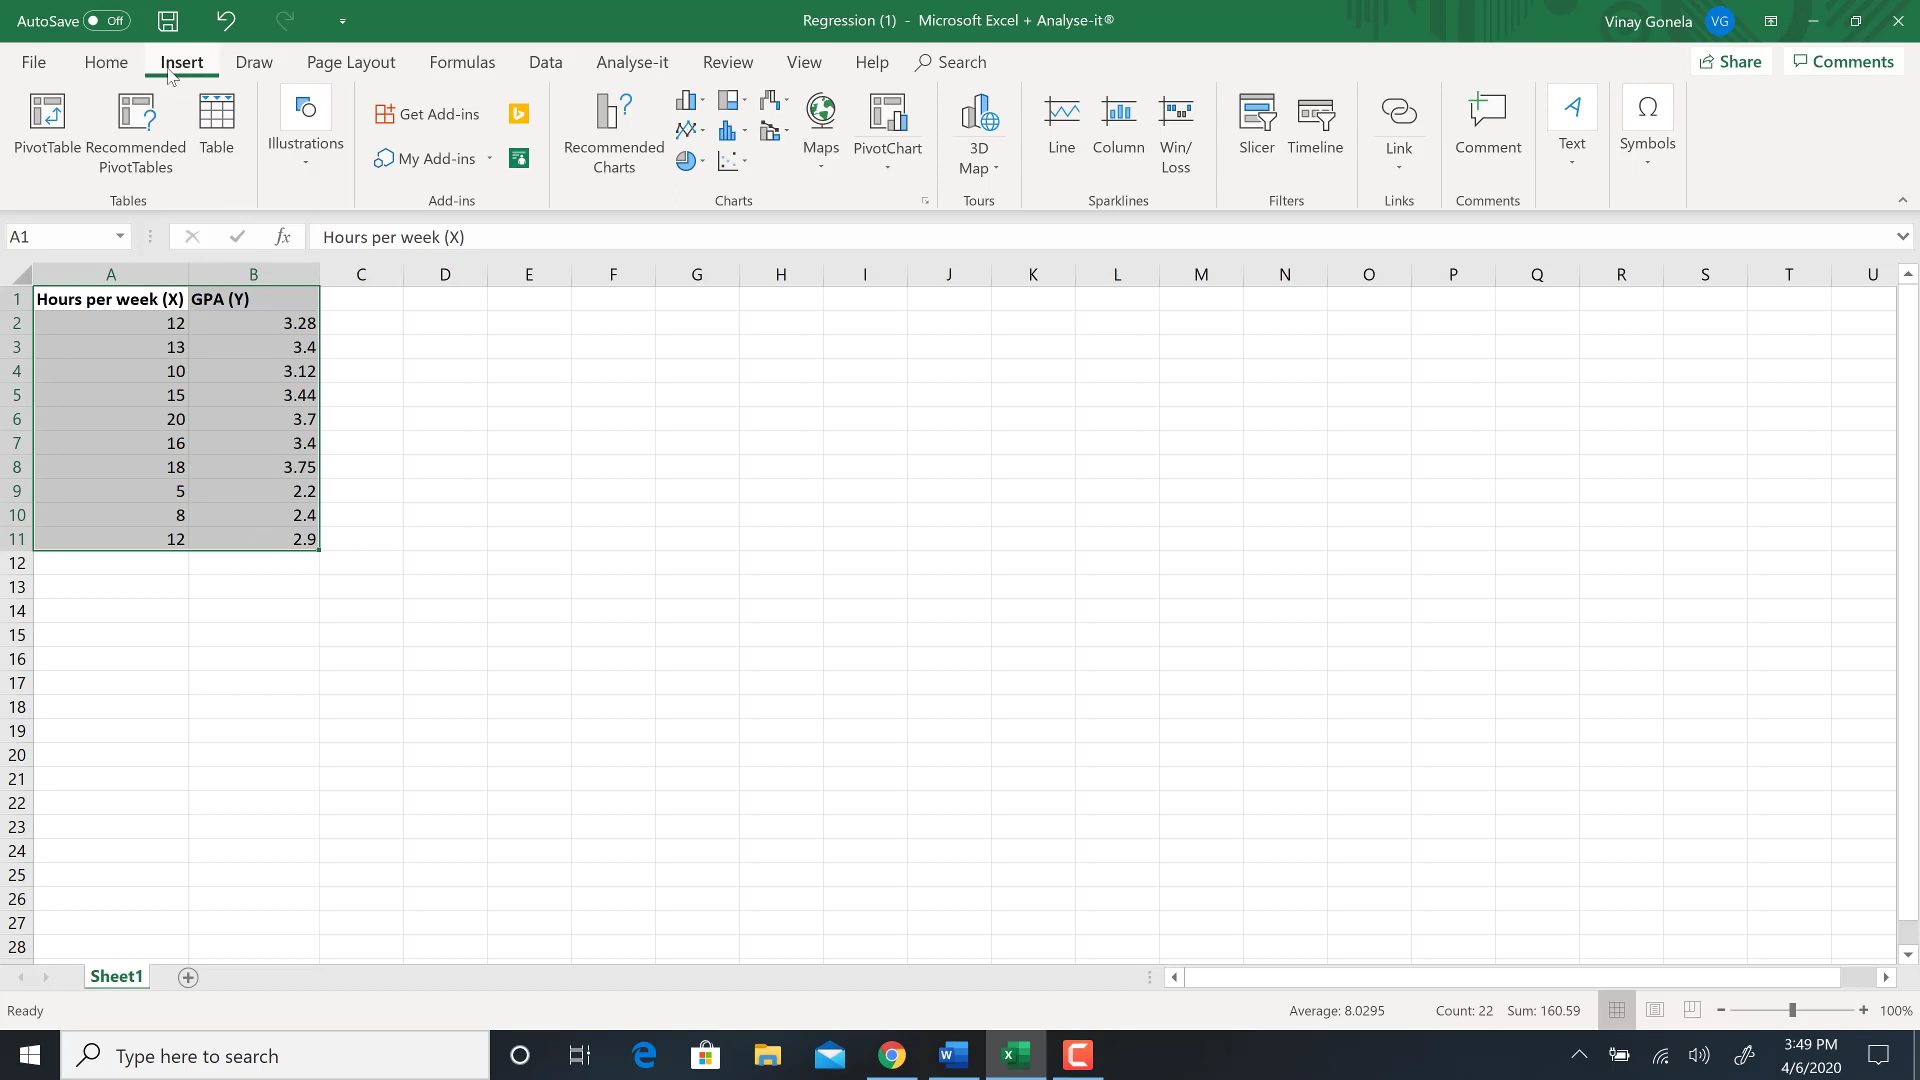 AutoSave Off
Regression (1) - Microsoft Excel + Analyse-it®
Vinay Gonela VG
File Home Insert Draw Page Layout Formulas Data Analyse-it Review View Help Search
Share Comments
PivotTable
Recommended PivotTables
Table
Tables
Illustrations
Get Add-ins
My Add-ins
Add-ins
Recommended Charts
Maps
PivotChart
Charts
3D Map
Tours
Line
Column
Win/ Loss
Sparklines
Slicer
Timeline
Filters
Link
Links
Comment
Comments
Text
Symbols
A1 fx Hours per week (X)
A B C D E F G H I J K L M N O P Q R S T U
1 Hours per week (X) GPA (Y)
2 12 3.28
3 13 3.4
4 10 3.12
5 15 3.44
6 20 3.7
7 16 3.4
8 18 3.75
9 5 2.2
10 8 2.4
11 12 2.9
12
13
14
15
16
17
18
19
20
21
22
23
24
25
26
27
28
Sheet1
Ready
Average: 8.0295 Count: 22 Sum: 160.59
100%
Type here to search
3:49 PM
4/6/2020